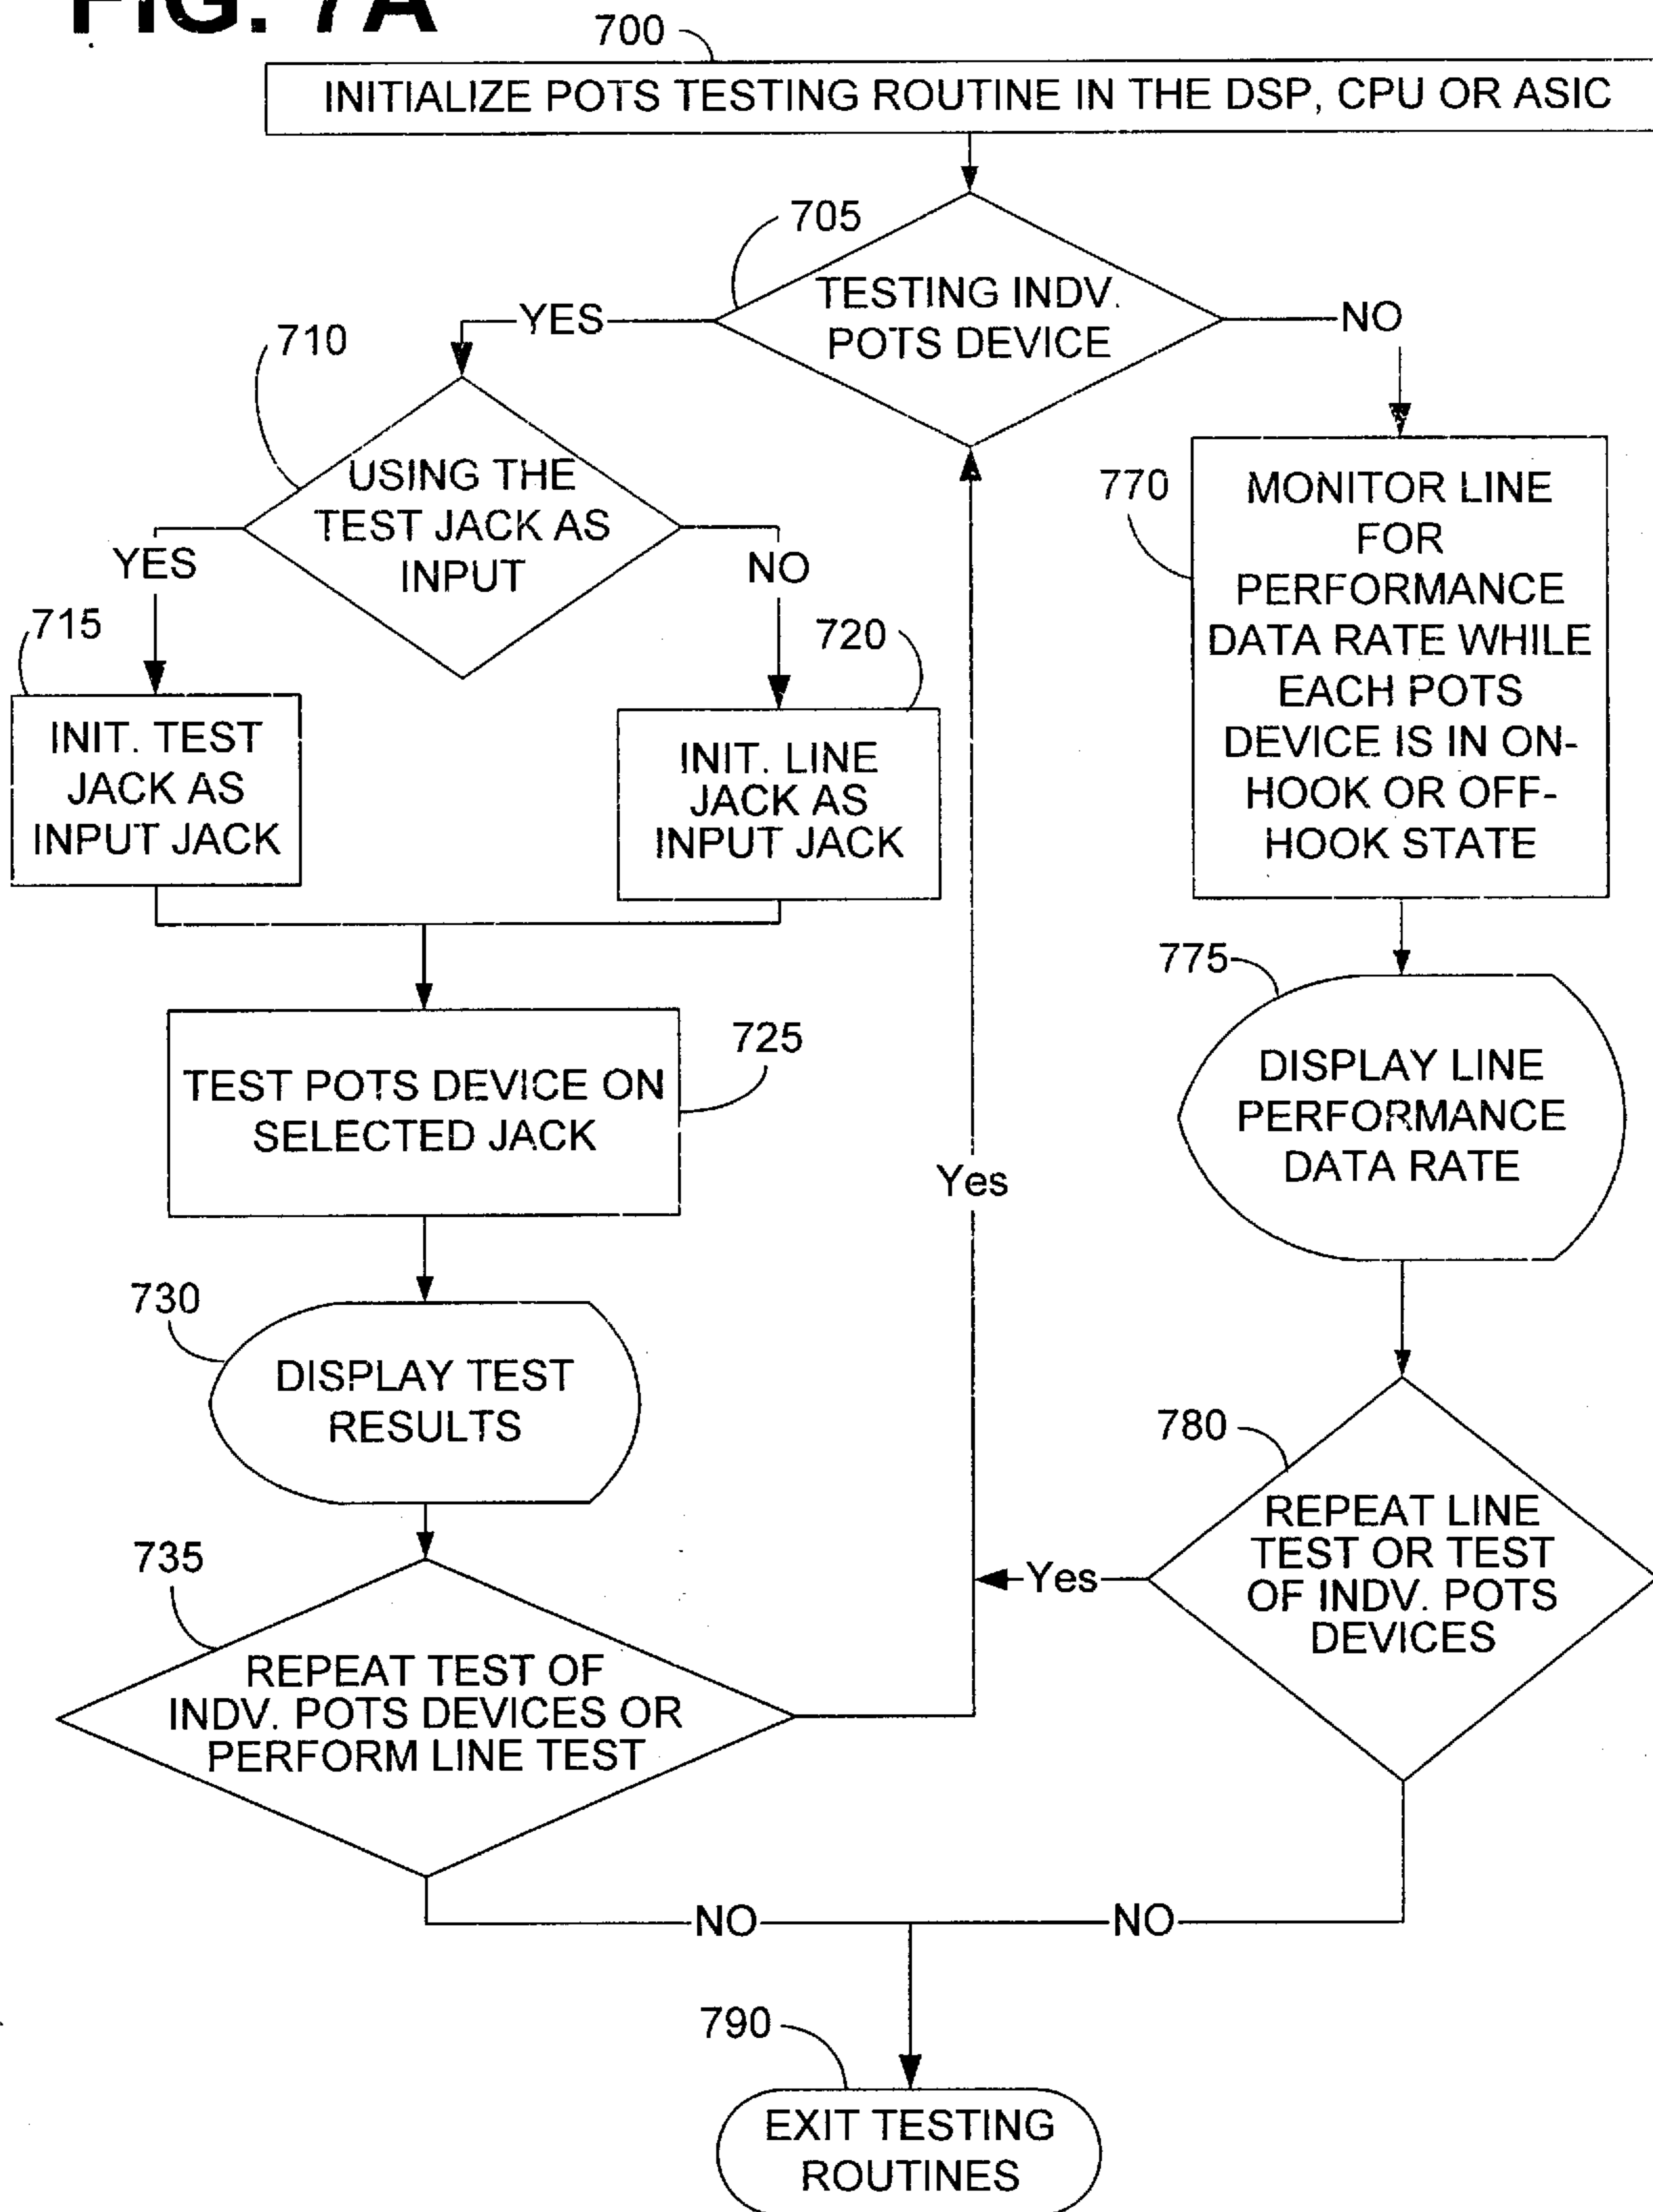 FIG. 7A
700
INITIALIZE POTS TESTING ROUTINE IN THE DSP, CPU OR ASIC
705
TESTING INDV.
POTS DEVICE
YES
NO
710
USING THE
TEST JACK AS
INPUT
YES
NO
715
INIT. TEST
JACK AS
INPUT JACK
720
INIT. LINE
JACK AS
INPUT JACK
770
MONITOR LINE
FOR
PERFORMANCE
DATA RATE WHILE
EACH POTS
DEVICE IS IN ON-
HOOK OR OFF-
HOOK STATE
725
TEST POTS DEVICE ON
SELECTED JACK
775
DISPLAY LINE
PERFORMANCE
DATA RATE
Yes
730
DISPLAY TEST
RESULTS
780
REPEAT LINE
TEST OR TEST
OF INDV. POTS
DEVICES
Yes
735
REPEAT TEST OF
INDV. POTS DEVICES OR
PERFORM LINE TEST
NO
NO
790
EXIT TESTING
ROUTINES